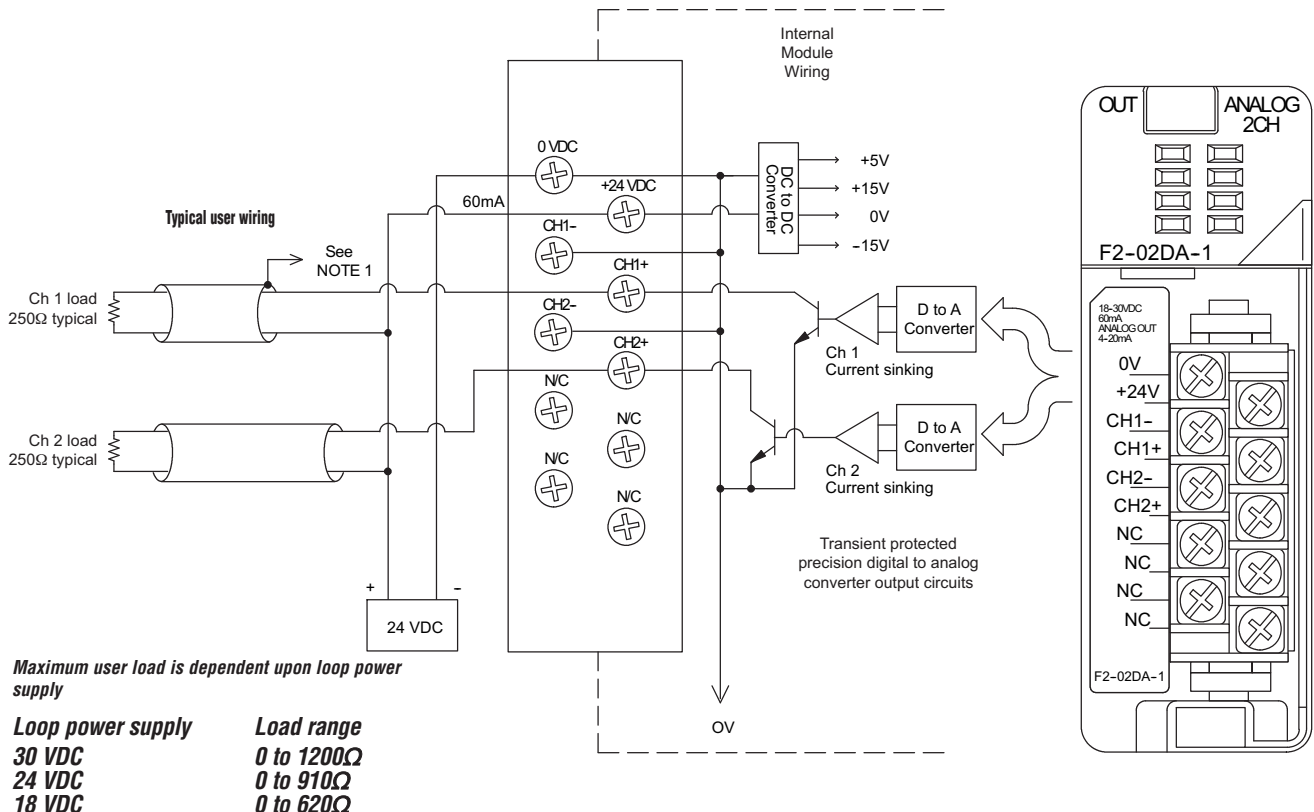 Internal
Module
Wiring
0 VDC
+24 VDC
60mA
CH1-
CH1+
CH2-
CH2+
N/C
N/C
N/C
N/C
DC to DC
Converter
+5V
+15V
0V
-15V
Typical user wiring
See
NOTE 1
Ch 1 load
250Ω typical
Ch 2 load
250Ω typical
D to A
Converter
Ch 1
Current sinking
D to A
Converter
Ch 2
Current sinking
Transient protected
precision digital to analog
converter output circuits
+
-
24 VDC
OV
Maximum user load is dependent upon loop power
supply
Loop power supply Load range
30 VDC 0 to 1200Ω
24 VDC 0 to 910Ω
18 VDC 0 to 620Ω
OUT
ANALOG
2CH
F2-02DA-1
18-30VDC
60mA
ANALOG OUT
4-20mA
0V
+24V
CH1-
CH1+
CH2-
CH2+
NC
NC
NC
NC
F2-02DA-1